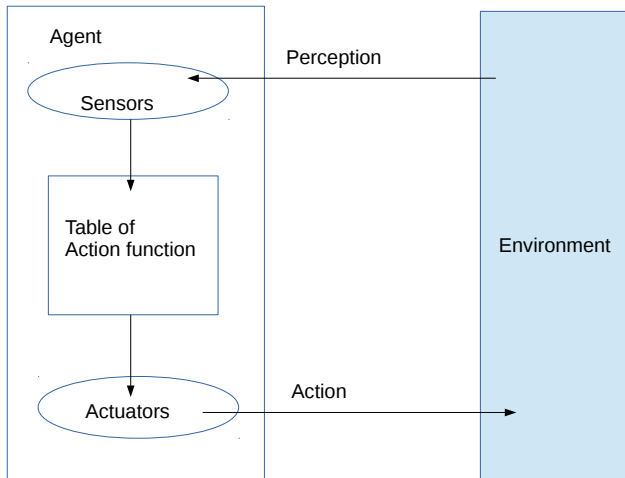 Agent
Perception
Sensors
Table of
Action function
Environment
Action
Actuators